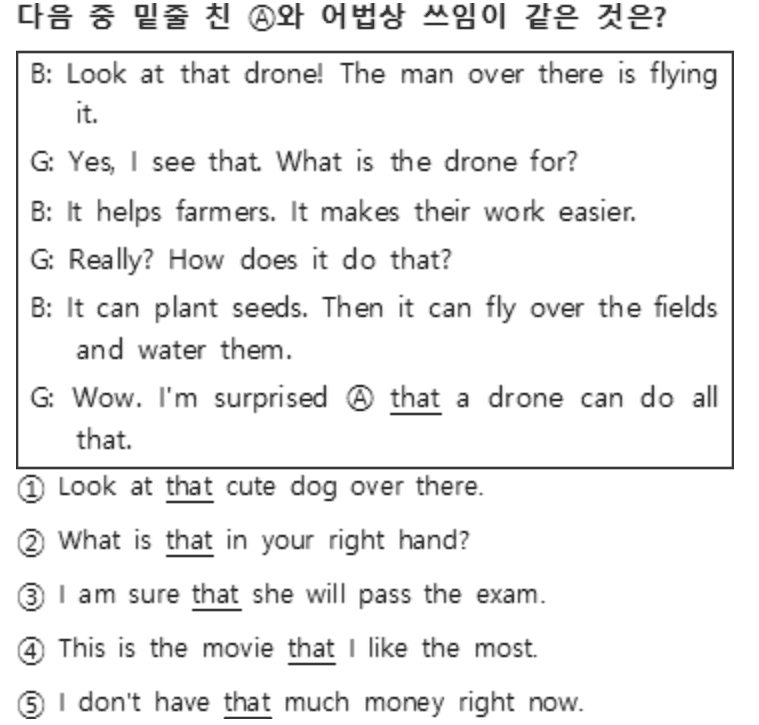 다음 중 밑줄 친 Ⓐ와 어법상 쓰임이 같은 것은?
B: Look at that drone! The man over there is flying
it.
G: Yes, I see that. What is the drone for?
B: It helps farmers. It makes their work easier.
G: Really? How does it do that?
B: It can plant seeds. Then it can fly over the fields
and water them.
G: Wow. I'm surprised Ⓐ that a drone can do all
that.
① Look at that cute dog over there.
② What is that in your right hand?
③ I am sure that she will pass the exam.
④ This is the movie that I like the most.
⑤ I don't have that much money right now.